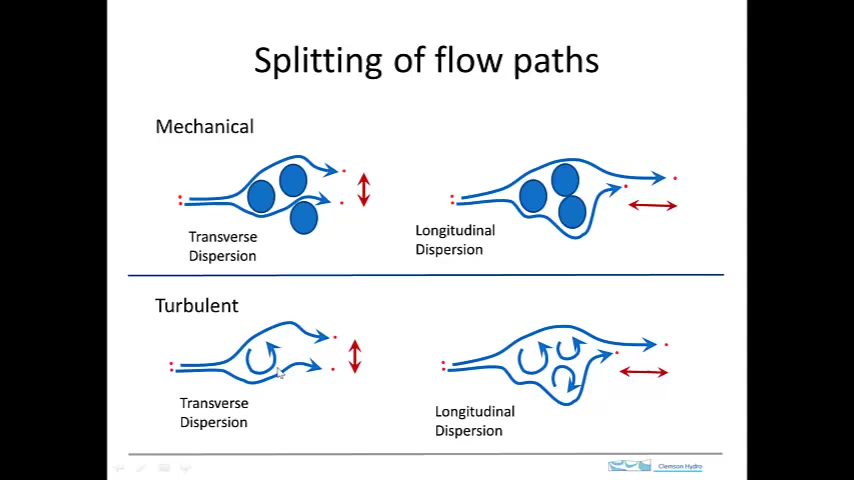 Splitting of flow paths
Mechanical
Transverse
Dispersion
Longitudinal
Dispersion
Turbulent
Transverse
Dispersion
Longitudinal
Dispersion
Clemson Hydro